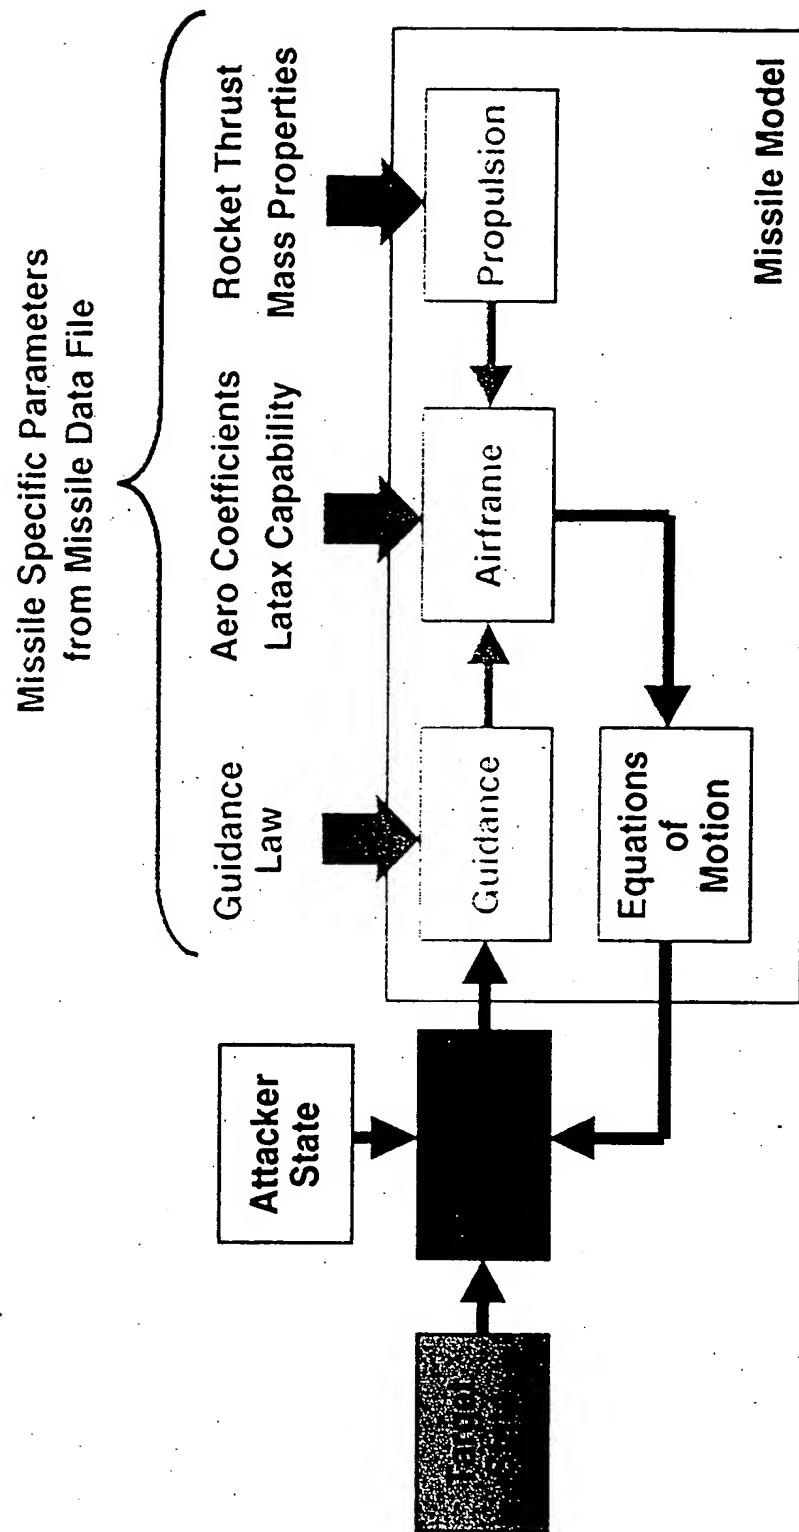 Missile Specific Parameters
from Missile Data File
Guidance
Law
Aero Coefficients
Latax Capability
Rocket Thrust
Mass Properties
Attacker
State
Target
Guidance
Airframe
Propulsion
Equations
of
Motion
Missile Model